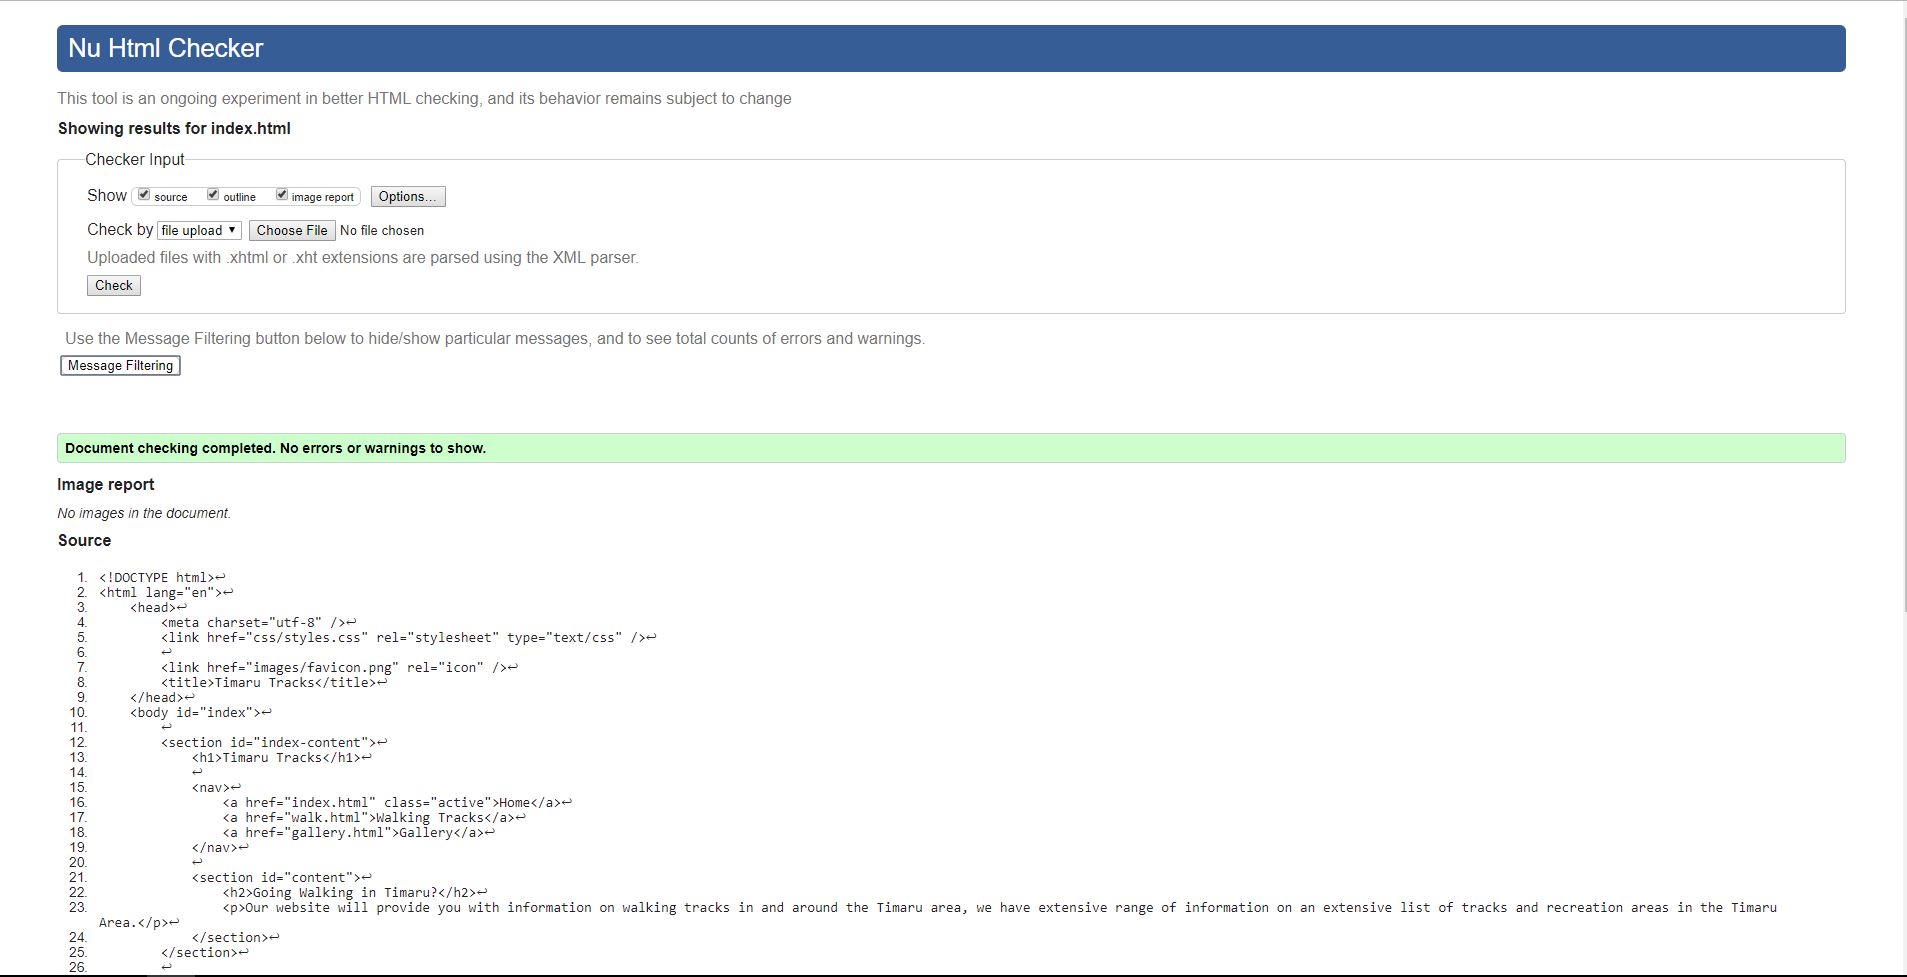 Nu Html Checker
This tool is an ongoing experiment in better HTML checking, and its behavior remains subject to change
Showing results for index.html
Checker Input
Show source outline image report Options...
Check by file upload ▼ Choose File No file chosen
Uploaded files with .xhtml or .xht extensions are parsed using the XML parser.
Check
Use the Message Filtering button below to hide/show particular messages, and to see total counts of errors and warnings.
Message Filtering
Document checking completed. No errors or warnings to show.
Image report
No images in the document.
Source
1. <!DOCTYPE html>↩
2. <html lang="en">↩
3. <head>↩
4. <meta charset="utf-8" />↩
5. <link href="css/styles.css" rel="stylesheet" type="text/css" />↩
6. ↩
7. <link href="images/favicon.png" rel="icon" />↩
8. <title>Timaru Tracks</title>↩
9. </head>↩
10. <body id="index">↩
11. ↩
12. <section id="index-content">↩
13. <h1>Timaru Tracks</h1>↩
14. ↩
15. <nav>↩
16. <a href="index.html" class="active">Home</a>↩
17. <a href="walk.html">Walking Tracks</a>↩
18. <a href="gallery.html">Gallery</a>↩
19. </nav>↩
20. ↩
21. <section id="content">↩
22. <h2>Going Walking in Timaru?</h2>↩
23. <p>Our website will provide you with information on walking tracks in and around the Timaru area, we have extensive range of information on an extensive list of tracks and recreation areas in the Timaru
Area.</p>↩
24. </section>↩
25. </section>↩
26. ↩